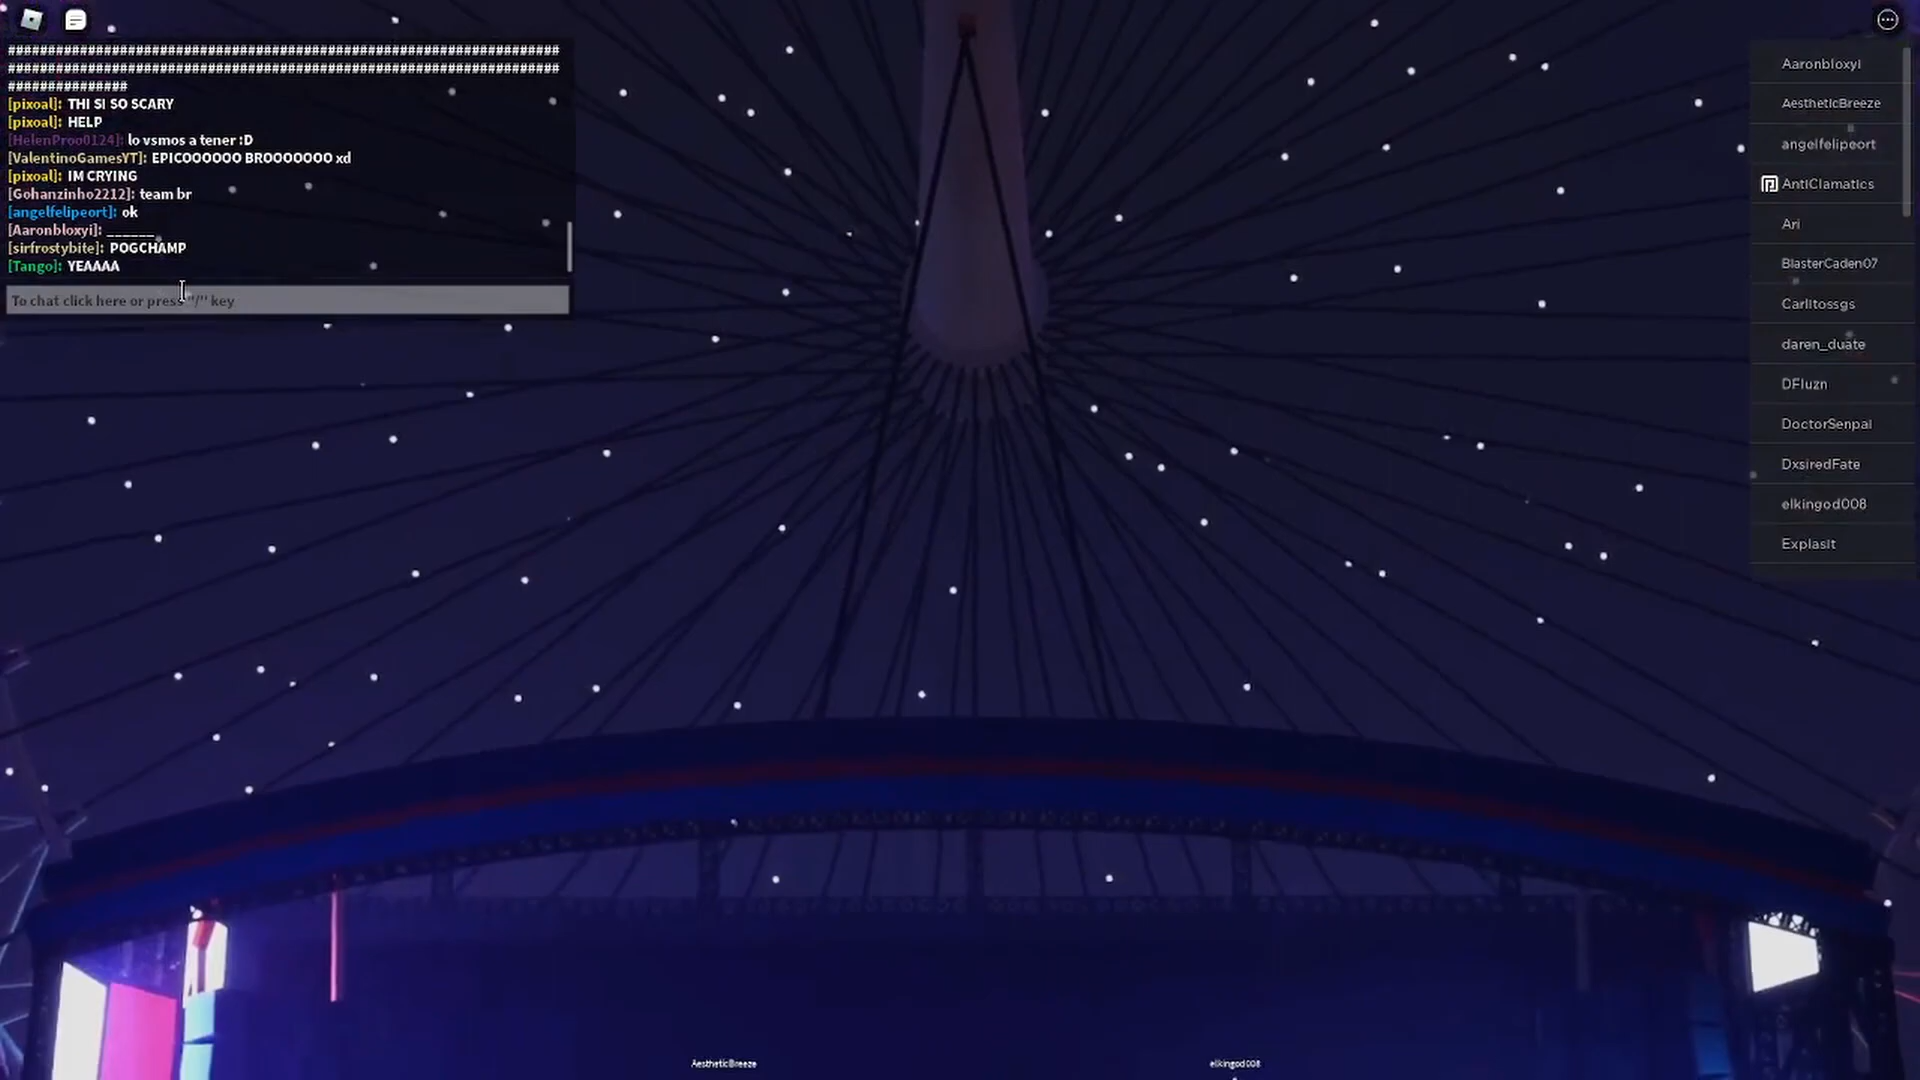 #####################################################################
#####################################################################
###############
[pixoal]: THI SI SO SCARY
[pixoal]: HELP
[HelenProo0124]: lo vsmos a tener :D
[ValentinoGamesYT]: EPICOOOOOO BROOOOOOO xd
[pixoal]: IM CRYING
[Gohanzinho2212]: team br
[angelfelipeort]: ok
[Aaronbloxyi]: ______
[sirfrostybite]: POGCHAMP
[Tango]: YEAAAA
To chat click here or press "/" key
Aaronbloxyi
AestheticBreeze
angelfelipeort
AntiClamatics
Ari
BlasterCaden07
Carlitossgs
daren_duate
DFluzn
DoctorSenpai
DxsiredFate
elkingod008
Explasit
AestheticBreeze
elkingod008